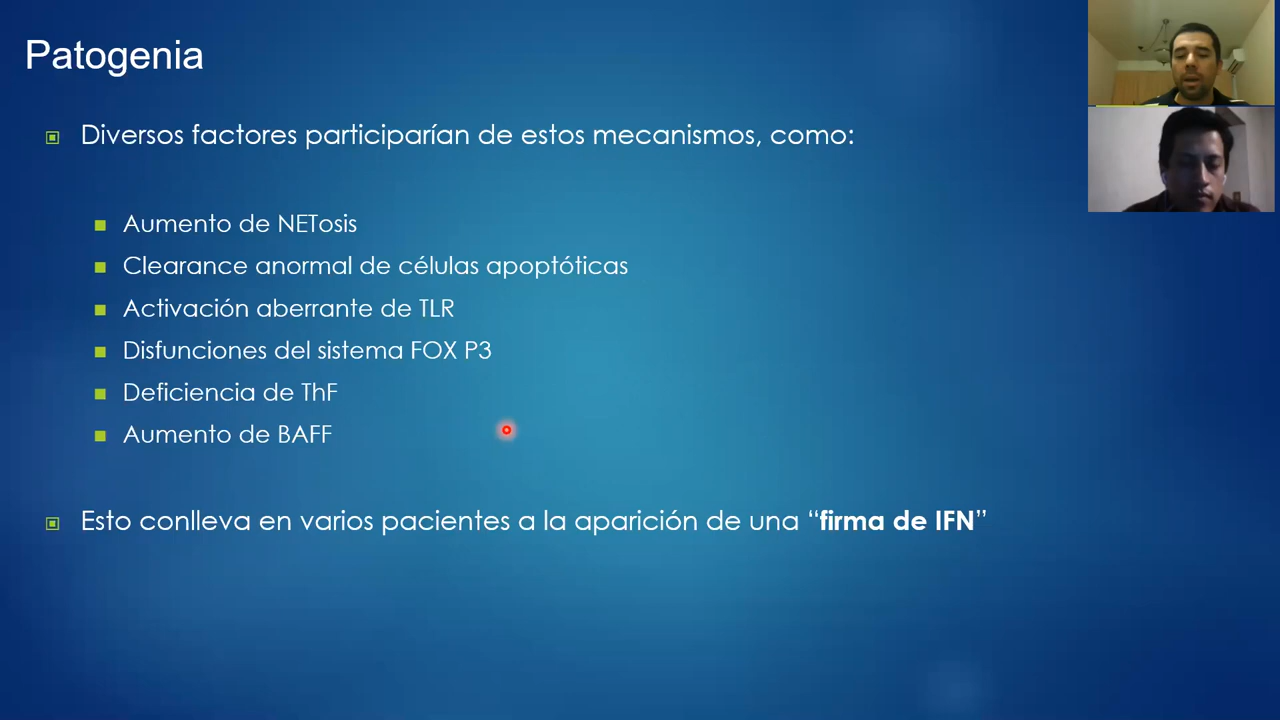 Patogenia
Diversos factores participarían de estos mecanismos, como:
Aumento de NETosis
Clearance anormal de células apoptóticas
Activación aberrante de TLR
Disfunciones del sistema FOX P3
Deficiencia de ThF
Aumento de BAFF
Esto conlleva en varios pacientes a la aparición de una “firma de IFN”